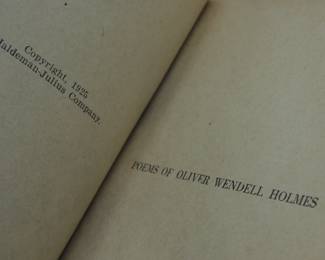 Copyright, 1925
Haldeman-Julius Company.
POEMS OF OLIVER WENDELL HOLMES